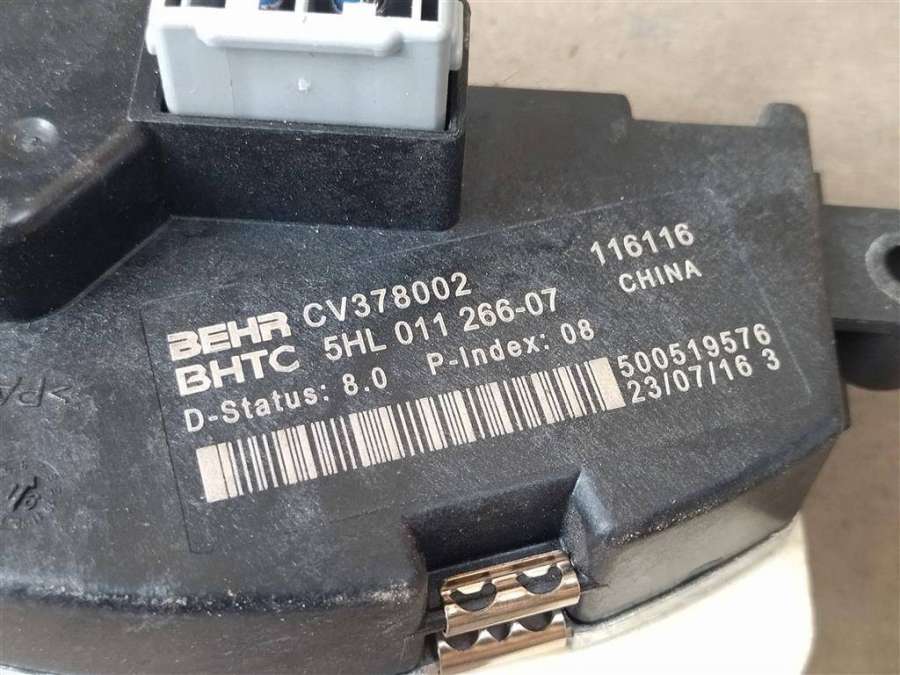 BEHR CV378002 116116
BHTC 5HL 011 266-07 CHINA
D-Status: 8.0 P-Index: 08
500519576
23/07/16 3